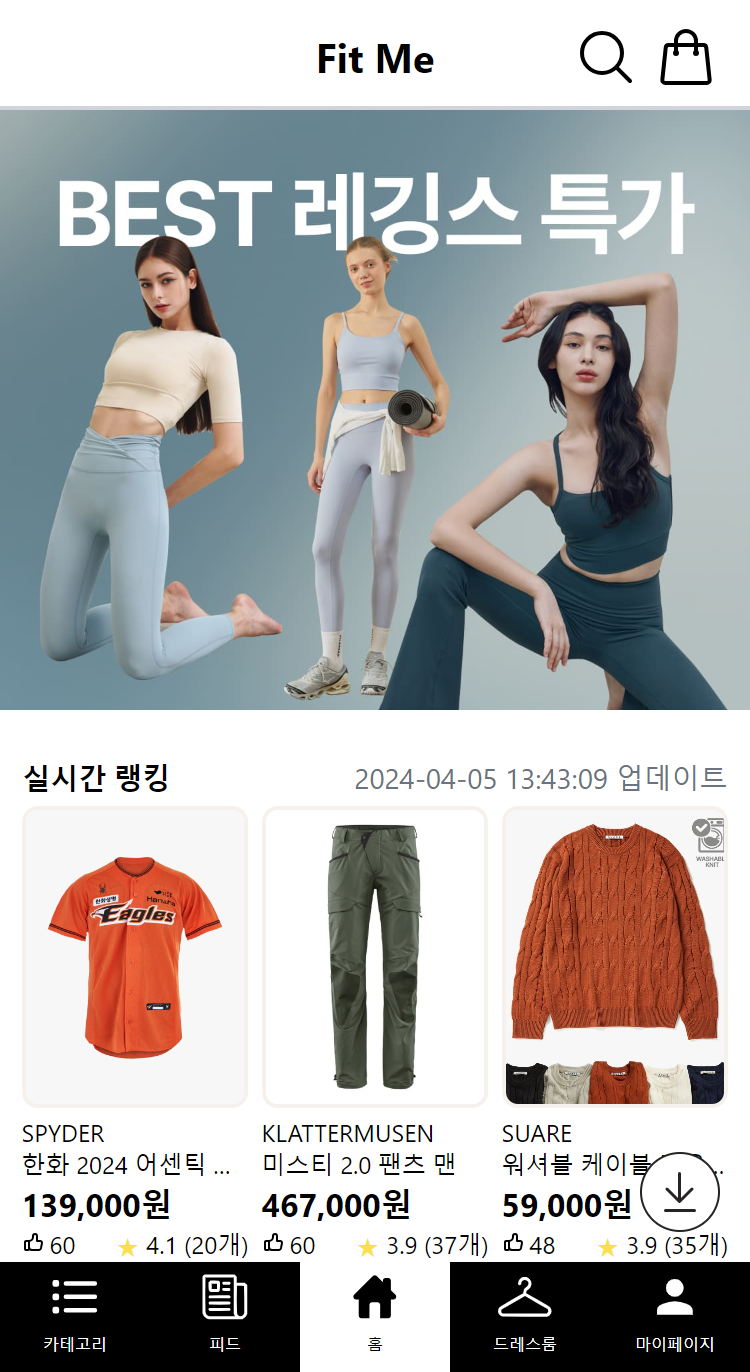 Fit Me
BEST 레깅스 특가
실시간 랭킹
2024-04-05 13:43:09 업데이트
한화생명
Hanwha
Eagles
WASHABLE
KNIT
SPYDER
한화 2024 어센틱 ...
139,000원
60
4.1 (20개)
KLATTERMUSEN
미스티 2.0 팬츠 맨
467,000원
60
3.9 (37개)
SUARE
워셔블 케이블
59,000원
48
3.9 (35개)
카테고리
피드
홈
드레스룸
마이페이지